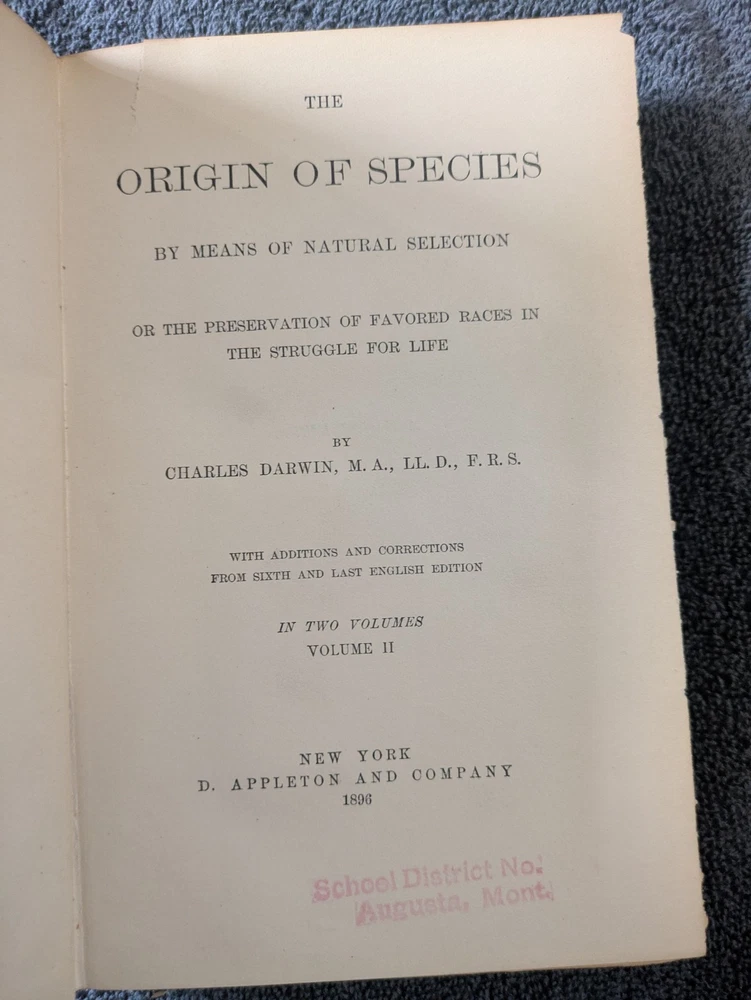 THE
ORIGIN OF SPECIES
BY MEANS OF NATURAL SELECTION
OR THE PRESERVATION OF FAVORED RACES IN
THE STRUGGLE FOR LIFE
BY
CHARLES DARWIN, M. A., LL. D., F. R. S.
WITH ADDITIONS AND CORRECTIONS
FROM SIXTH AND LAST ENGLISH EDITION
IN TWO VOLUMES
VOLUME II
NEW YORK
D. APPLETON AND COMPANY
1896
School District No.
Augusta, Mont.